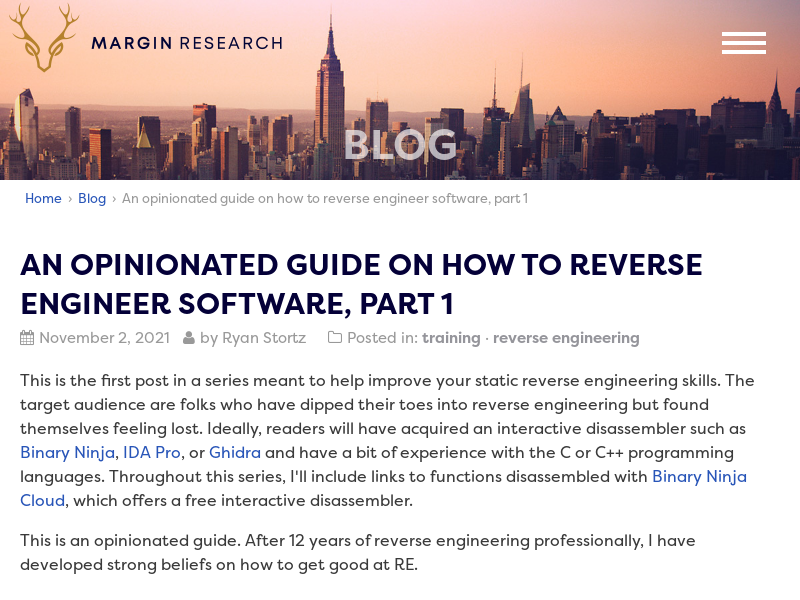 MARGIN RESEARCH
BLOG
Home › Blog › An opinionated guide on how to reverse engineer software, part 1
AN OPINIONATED GUIDE ON HOW TO REVERSE
ENGINEER SOFTWARE, PART 1
November 2, 2021 by Ryan Stortz Posted in: training · reverse engineering
This is the first post in a series meant to help improve your static reverse engineering skills. The
target audience are folks who have dipped their toes into reverse engineering but found
themselves feeling lost. Ideally, readers will have acquired an interactive disassembler such as
Binary Ninja, IDA Pro, or Ghidra and have a bit of experience with the C or C++ programming
languages. Throughout this series, I'll include links to functions disassembled with Binary Ninja
Cloud, which offers a free interactive disassembler.
This is an opinionated guide. After 12 years of reverse engineering professionally, I have
developed strong beliefs on how to get good at RE.